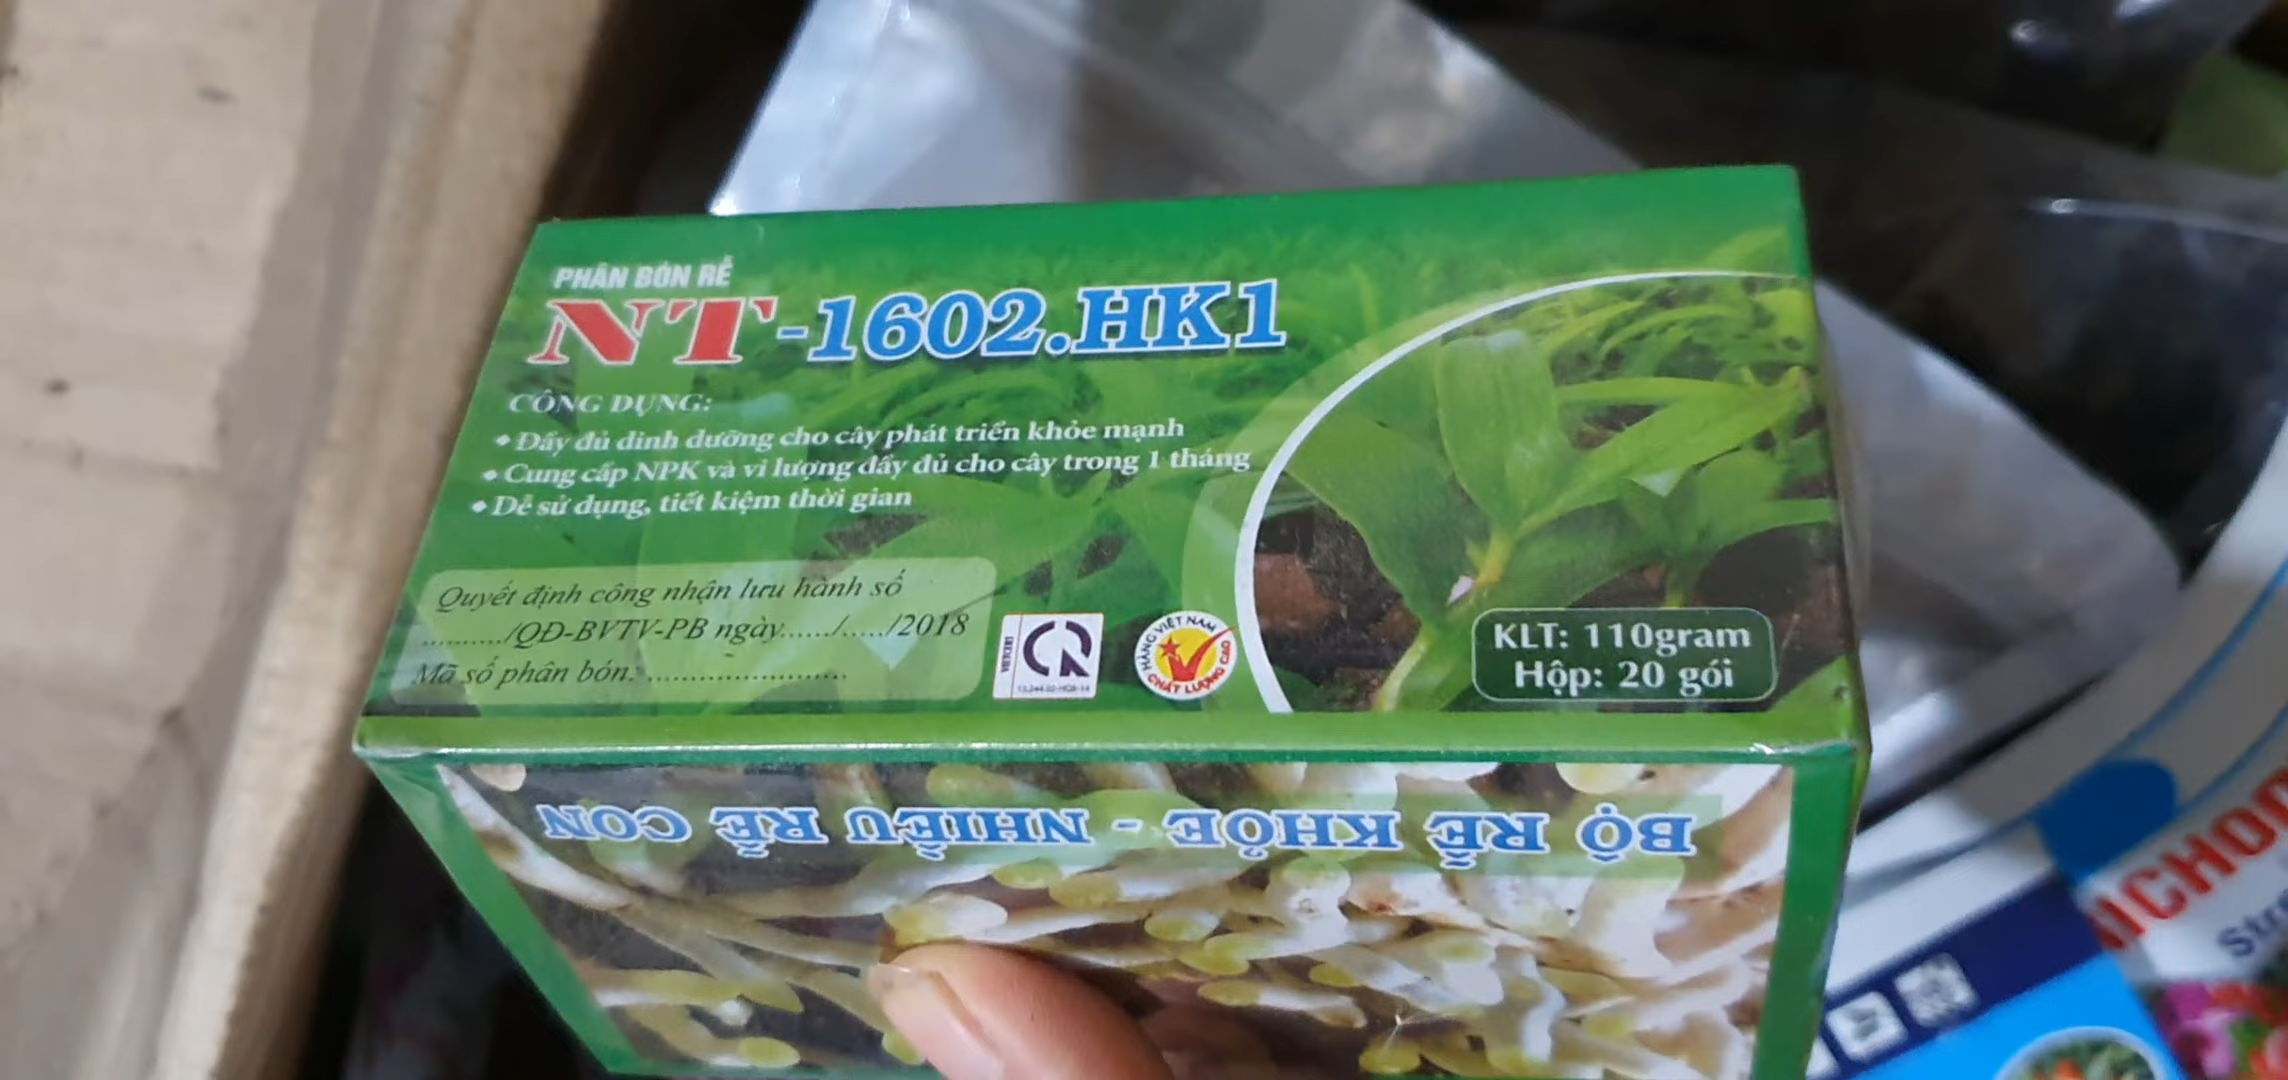 PHÂN BÓN RỄ
NT-1602.HK1
CÔNG DỤNG:
Đầy đủ dinh dưỡng cho cây phát triển khỏe mạnh
Cung cấp NPK và vi lượng đầy đủ cho cây trong 1 tháng
Dễ sử dụng, tiết kiệm thời gian
Quyết định công nhận lưu hành số
........../QĐ-BVTV-PB ngày....../...../2018
Mã số phân bón:.......................
HÀNG VIỆT NAM
CHẤT LƯỢNG CAO
KLT: 110gram
Hộp: 20 gói
BỘ RỄ KHỎE - NHIỀU RỄ CON